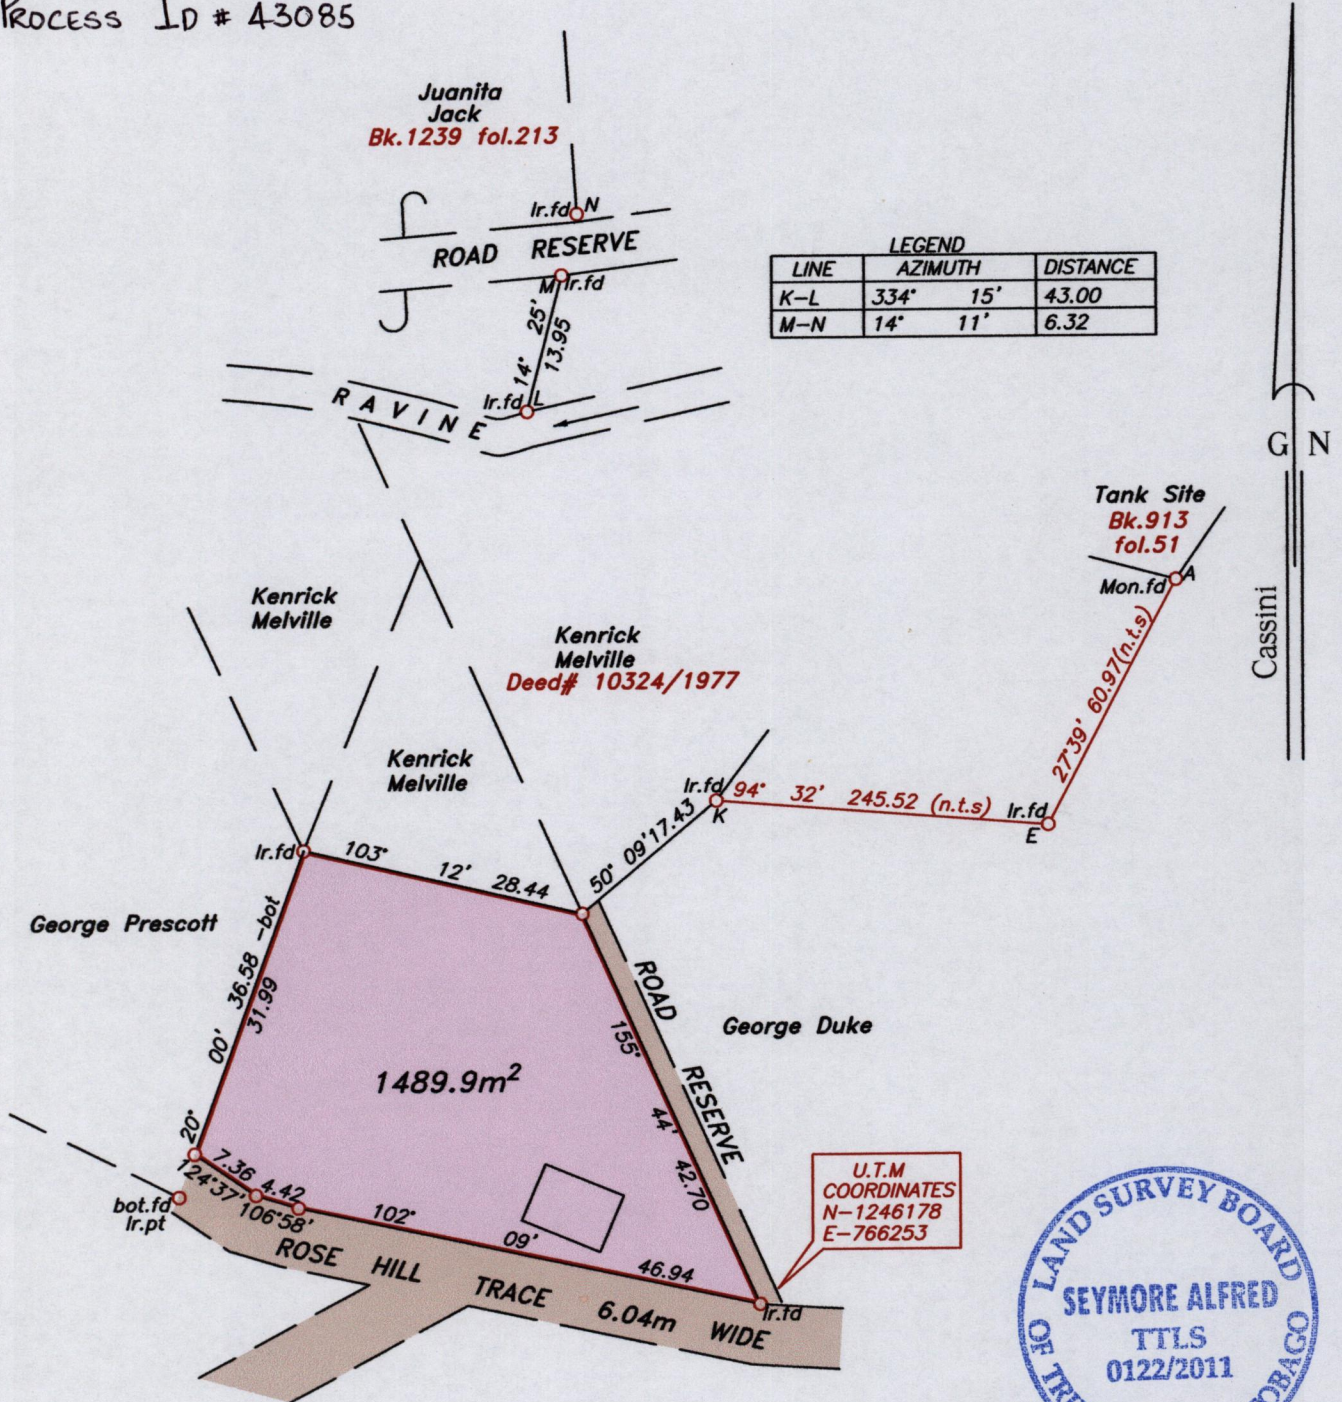 PROCESS ID # 43085
Juanita
Jack
Bk.1239 fol.213
Ir.fd N
ROAD RESERVE
M Ir.fd
14° 25'
13.95
Ir.fd L
RAVINE
LEGEND
LINE AZIMUTH DISTANCE
K-L 334° 15' 43.00
M-N 14° 11' 6.32
G N
Cassini
Tank Site
Bk.913
fol.51
Mon.fd A
27°39' 60.97(n.t.s)
Kenrick
Melville
Kenrick
Melville
Deed# 10324/1977
Kenrick
Melville
Ir.fd
K
94° 32' 245.52 (n.t.s)
Ir.fd
E
50° 09' 17.43
Ir.fd
103° 12' 28.44
George Prescott
20° 00' 36.58 -bot
31.99
ROAD RESERVE
George Duke
155° 44' 42.70
1489.9m²
7.36
124°37'
4.42
106°58'
bot.fd
Ir.pt
102° 09' 46.94
Ir.fd
ROSE HILL TRACE 6.04m WIDE
U.T.M
COORDINATES
N-1246178
E-766253
LAND SURVEY BOARD
SEYMORE ALFRED
TTLS
0122/2011
OF TR
OBAGO